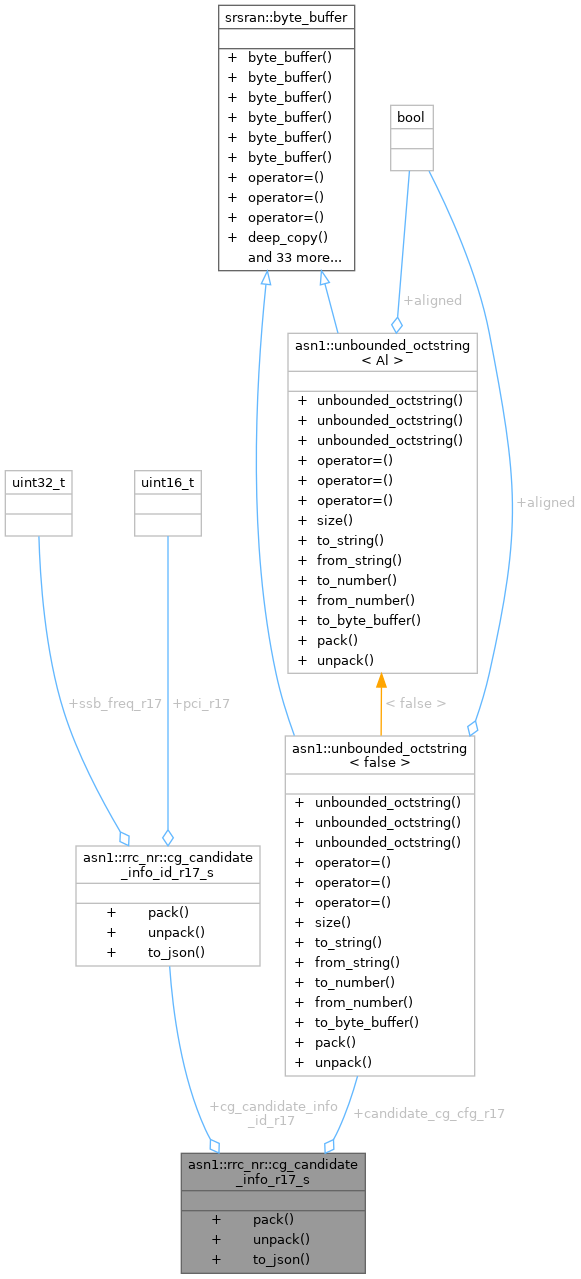 srsran::byte_buffer
+ byte_buffer()
+ byte_buffer()
+ byte_buffer()
+ byte_buffer()
+ byte_buffer()
+ byte_buffer()
+ operator=()
+ operator=()
+ operator=()
+ deep_copy()
and 33 more...
bool
+aligned
asn1::unbounded_octstring
< Al >
+ unbounded_octstring()
+ unbounded_octstring()
+ unbounded_octstring()
+ operator=()
+ operator=()
+ operator=()
+ size()
+ to_string()
+ from_string()
+ to_number()
+ from_number()
+ to_byte_buffer()
+ pack()
+ unpack()
uint32_t
uint16_t
+aligned
+ssb_freq_r17
+pci_r17
< false >
asn1::unbounded_octstring
< false >
+ unbounded_octstring()
+ unbounded_octstring()
+ unbounded_octstring()
+ operator=()
+ operator=()
+ operator=()
+ size()
+ to_string()
+ from_string()
+ to_number()
+ from_number()
+ to_byte_buffer()
+ pack()
+ unpack()
asn1::rrc_nr::cg_candidate
_info_id_r17_s
+ pack()
+ unpack()
+ to_json()
+cg_candidate_info
_id_r17
+candidate_cg_cfg_r17
asn1::rrc_nr::cg_candidate
_info_r17_s
+ pack()
+ unpack()
+ to_json()